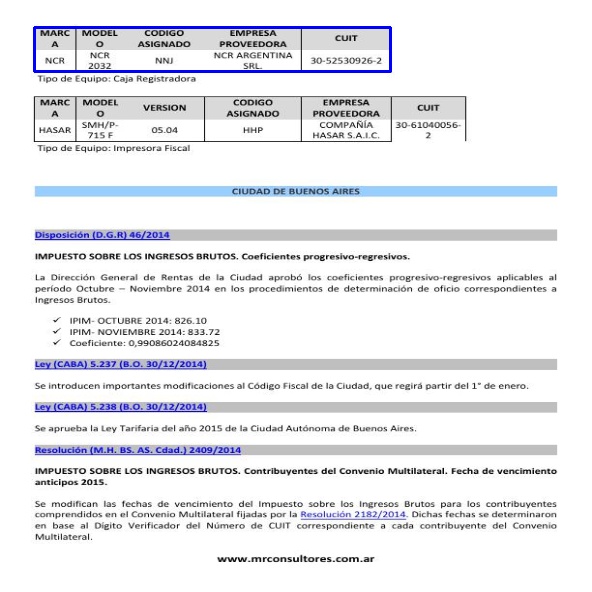 MARCA MODELO CODIGO ASIGNADO EMPRESA PROVEEDORA CUIT
NCR NCR 2032 NNJ NCR ARGENTINA SRL. 30-52530926-2
Tipo de Equipo: Caja Registradora
MARCA MODELO VERSION CODIGO ASIGNADO EMPRESA PROVEEDORA CUIT
HASAR SMH/P-715 F 05.04 HHP COMPAÑÍA HASAR S.A.I.C. 30-61040056-2
Tipo de Equipo: Impresora Fiscal
CIUDAD DE BUENOS AIRES
Disposición (D.G.R) 46/2014
IMPUESTO SOBRE LOS INGRESOS BRUTOS. Coeficientes progresivo-regresivos.
La Dirección General de Rentas de la Ciudad aprobó los coeficientes progresivo-regresivos aplicables al
período Octubre – Noviembre 2014 en los procedimientos de determinación de oficio correspondientes a
Ingresos Brutos.
✓ IPIM- OCTUBRE 2014: 826.10
✓ IPIM- NOVIEMBRE 2014: 833.72
✓ Coeficiente: 0,99086024084825
Ley (CABA) 5.237 (B.O. 30/12/2014)
Se introducen importantes modificaciones al Código Fiscal de la Ciudad, que regirá partir del 1° de enero.
Ley (CABA) 5.238 (B.O. 30/12/2014)
Se aprueba la Ley Tarifaria del año 2015 de la Ciudad Autónoma de Buenos Aires.
Resolución (M.H. BS. AS. Cdad.) 2409/2014
IMPUESTO SOBRE LOS INGRESOS BRUTOS. Contribuyentes del Convenio Multilateral. Fecha de vencimiento
anticipos 2015.
Se modifican las fechas de vencimiento del Impuesto sobre los Ingresos Brutos para los contribuyentes
comprendidos en el Convenio Multilateral fijadas por la Resolución 2182/2014. Dichas fechas se determinaron
en base al Dígito Verificador del Número de CUIT correspondiente a cada contribuyente del Convenio
Multilateral.
www.mrconsultores.com.ar